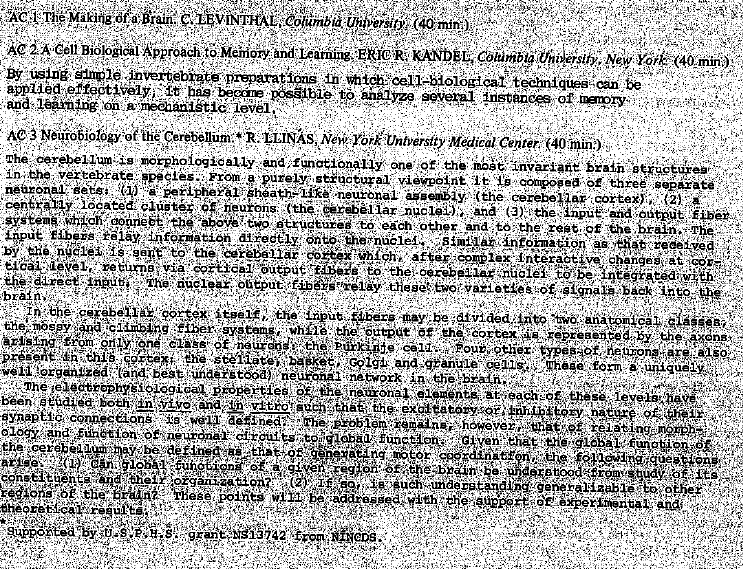 AC 1 The Making of a Brain. C. LEVINTHAL, Columbia University. (40 min.)
AC 2 A Cell Biological Approach to Memory and Learning. ERIC R. KANDEL, Columbia University, New York. (40 min.)
By using simple invertebrate preparations in which cell-biological techniques can be
applied effectively, it has become possible to analyze several instances of memory
and learning on a mechanistic level.
AC 3 Neurobiology of the Cerebellum.* R. LLINÁS, New York University Medical Center. (40 min.)
The cerebellum is morphologically and functionally one of the most invariant brain structures
in the vertebrate species. From a purely structural viewpoint it is composed of three separate
neuronal sets: (1) a peripheral sheath-like neuronal assembly (the cerebellar cortex), (2) a
centrally located cluster of neurons (the cerebellar nuclei), and (3) the input and output fiber
systems which connect the above two structures to each other and to the rest of the brain. The
input fibers relay information directly onto the nuclei. Similar information as that received
by the nuclei is sent to the cerebellar cortex which, after complex interactive changes at cor-
tical level, returns via cortical output fibers to the cerebellar nuclei to be integrated with
the direct input. The nuclear output fibers relay these two varieties of signals back into the
brain.
In the cerebellar cortex itself, the input fibers may be divided into two anatomical classes,
the mossy and climbing fiber systems, while the output of the cortex is represented by the axons
arising from only one class of neurons, the Purkinje cell. Four other types of neurons are also
present in this cortex, the stellate, basket, Golgi and granule cells. These form a uniquely
well organized (and best understood) neuronal network in the brain.
The electrophysiological properties of the neuronal elements at each of these levels have
been studied both in vivo and in vitro such that the excitatory or inhibitory nature of their
synaptic connections is well defined. The problem remains, however, that of relating morph-
ology and function of neuronal circuits to global function. Given that the global function of
the cerebellum may be defined as that of generating motor coordination, the following questions
arise. (1) Can global functions of a given region of the brain be understood from study of its
constituents and their organization? (2) If so, is such understanding generalizable to other
regions of the brain? These points will be addressed with the support of experimental and
theoretical results.
*
Supported by U.S.P.H.S. grant NS13742 from NINCDS.